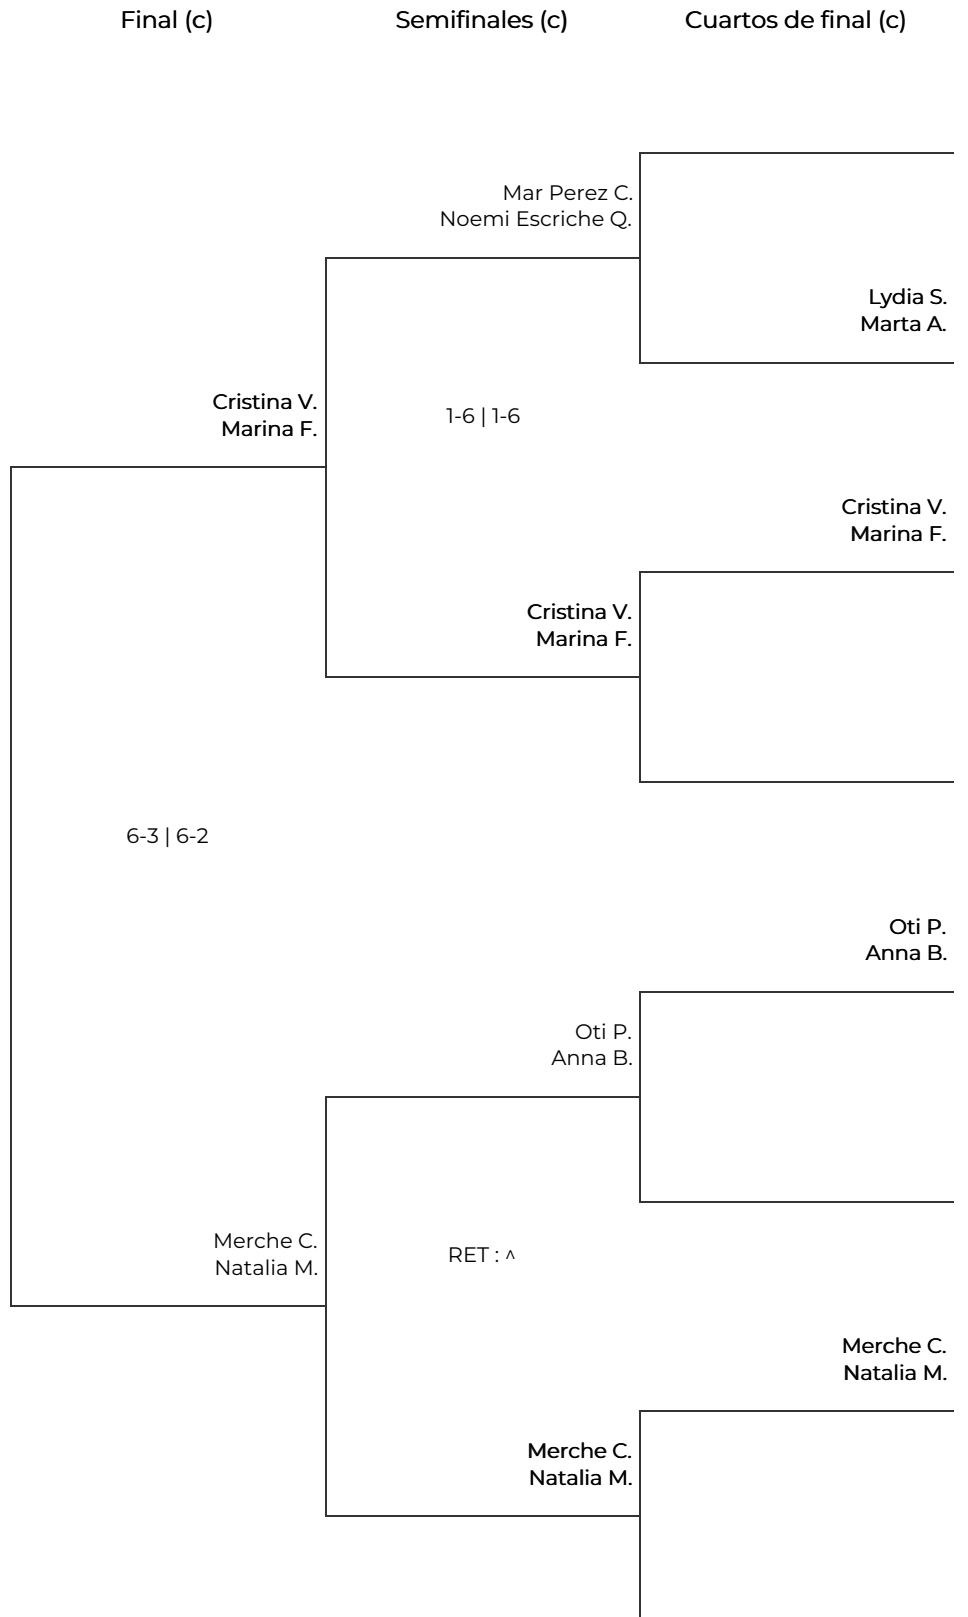 Final (c)
Semifinales (c)
Cuartos de final (c)
Mar Perez C.
Noemi Escriche Q.
Lydia S.
Marta A.
Cristina V.
Marina F.
1-6 | 1-6
Cristina V.
Marina F.
Cristina V.
Marina F.
6-3 | 6-2
Oti P.
Anna B.
Oti P.
Anna B.
Merche C.
Natalia M.
RET : ^
Merche C.
Natalia M.
Merche C.
Natalia M.